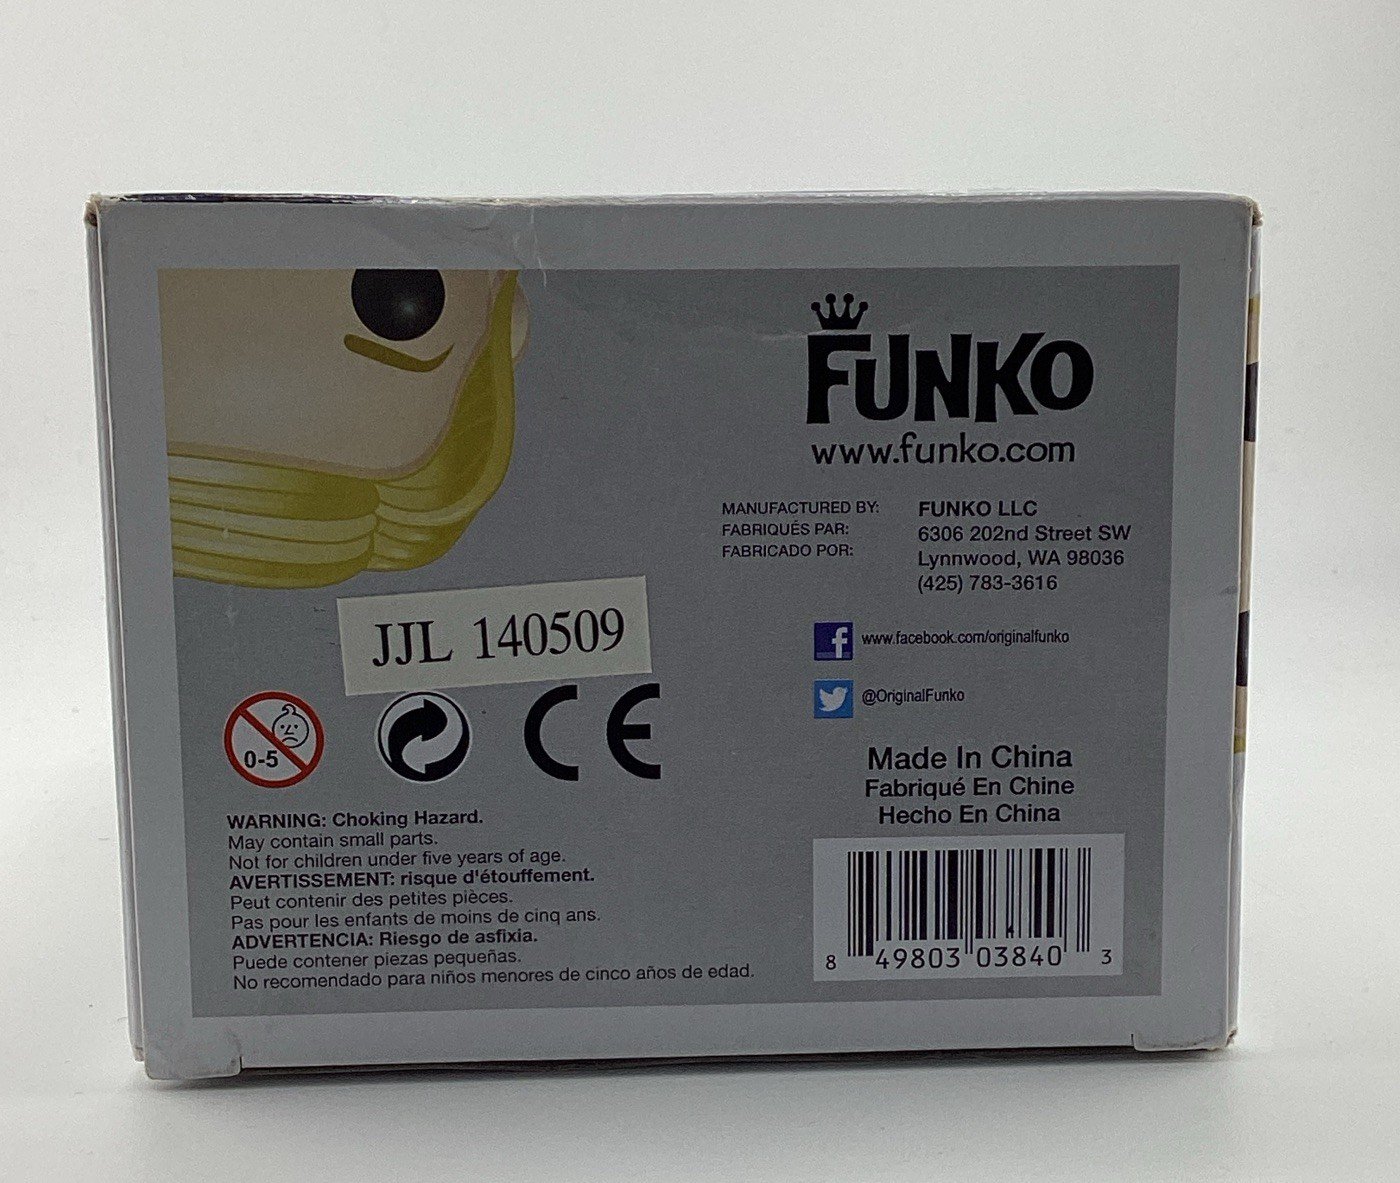 FUNKO
www.funko.com
MANUFACTURED BY:
FABRIQUÉS PAR:
FABRICADO POR:
FUNKO LLC
6306 202nd Street SW
Lynnwood, WA 98036
(425) 783-3616
www.facebook.com/originalfunko
@OriginalFunko
JJL 140509
0-5
CE
WARNING: Choking Hazard.
May contain small parts.
Not for children under five years of age.
AVERTISSEMENT: risque d'étouffement.
Peut contenir des petites pièces.
Pas pour les enfants de moins de cinq ans.
ADVERTENCIA: Riesgo de asfixia.
Puede contener piezas pequeñas.
No recomendado para niños menores de cinco años de edad.
Made In China
Fabriqué En Chine
Hecho En China
8 49803 03840 3